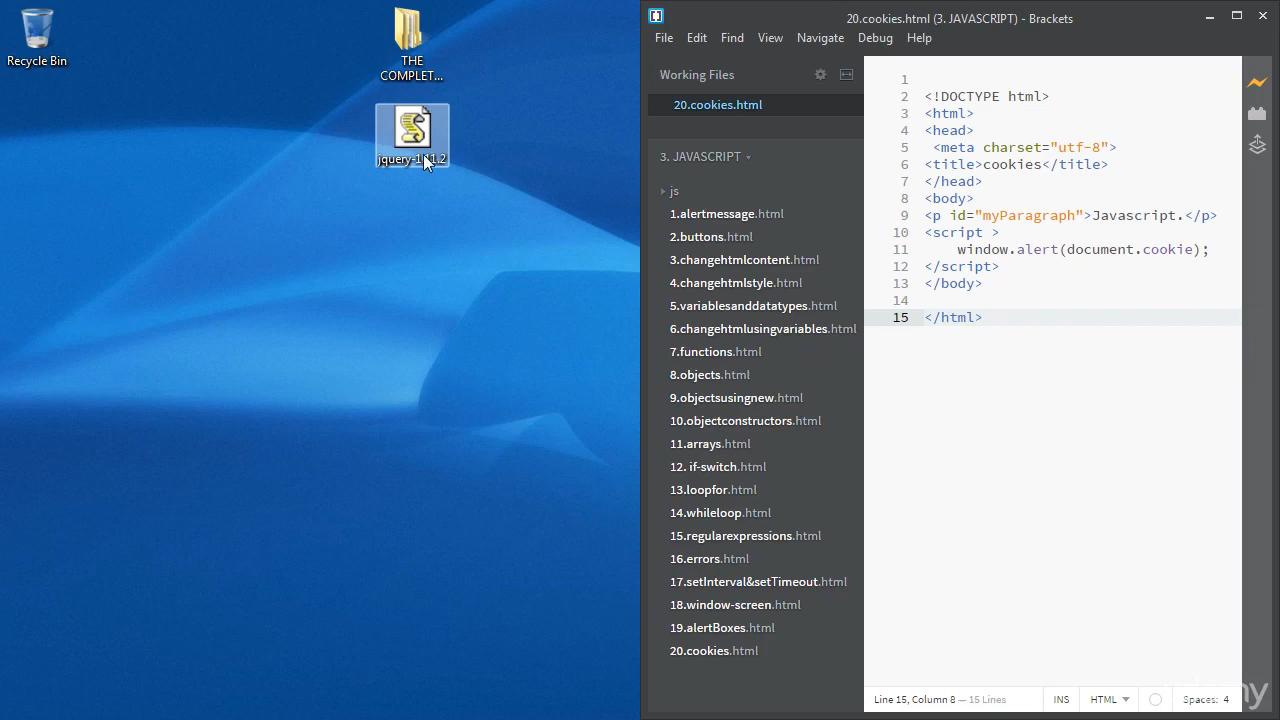 Recycle Bin
THE
COMPLET...
20.cookies.html (3. JAVASCRIPT) - Brackets
File Edit Find View Navigate Debug Help
Working Files
20.cookies.html
3. JAVASCRIPT
js
1.alertmessage.html
2.buttons.html
3.changehtmlcontent.html
4.changehtmlstyle.html
5.variablesanddatatypes.html
6.changehtmlusingvariables.html
7.functions.html
8.objects.html
9.objectsusingnew.html
10.objectconstructors.html
11.arrays.html
12. if-switch.html
13.loopfor.html
14.whileloop.html
15.regularexpressions.html
16.errors.html
17.setInterval&setTimeout.html
18.window-screen.html
19.alertBoxes.html
20.cookies.html
1
2 <!DOCTYPE html>
3 <html>
4 <head>
5 <meta charset="utf-8">
6 <title>cookies</title>
7 </head>
8 <body>
9 <p id="myParagraph">Javascript.</p>
10 <script >
11 window.alert(document.cookie);
12 </script>
13 </body>
14
15 </html>
Line 15, Column 8 — 15 Lines INS HTML Spaces: 4